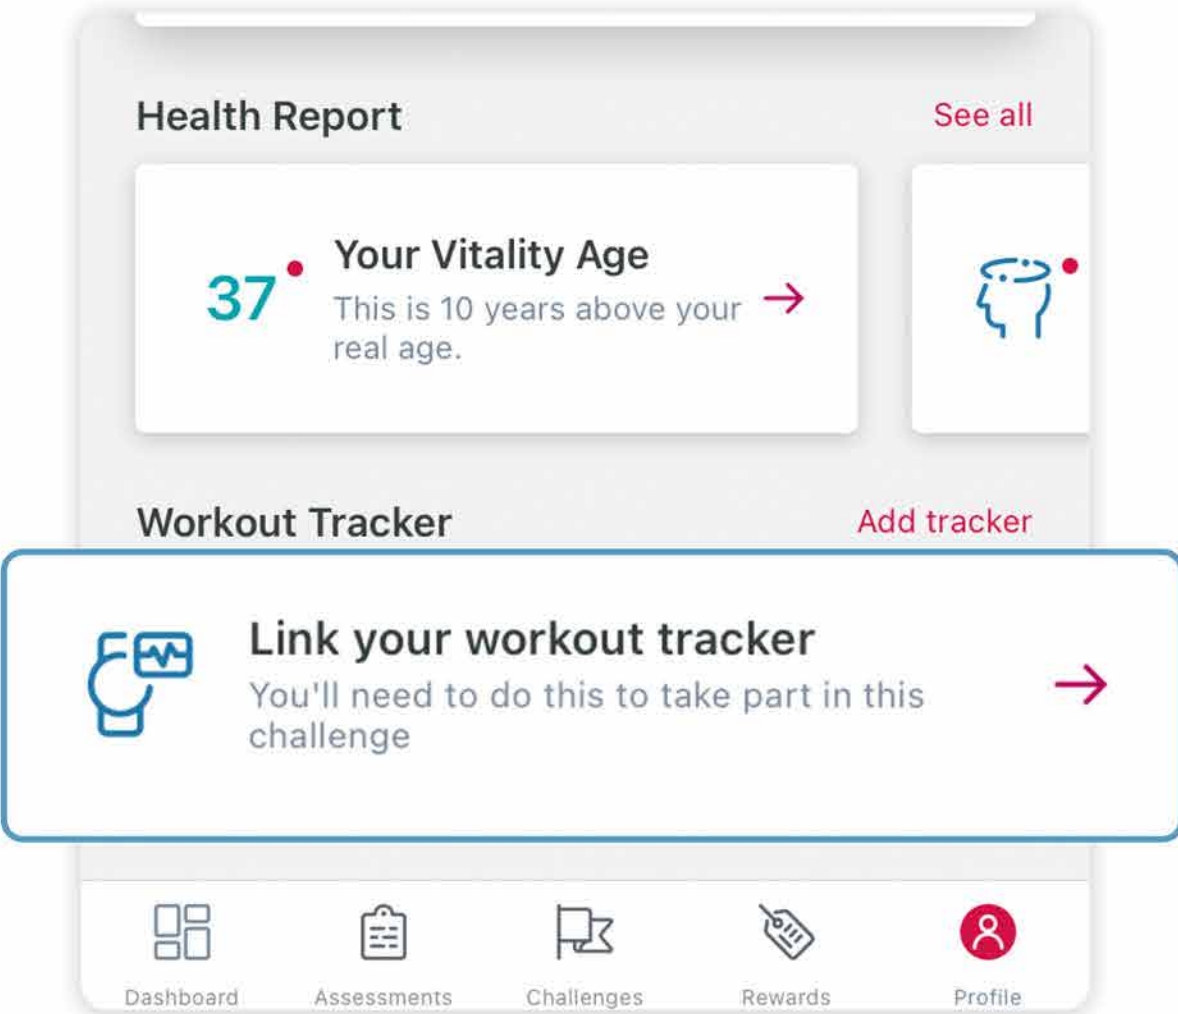 Health Report
See all
37
Your Vitality Age
This is 10 years above your
real age.
Workout Tracker
Add tracker
Link your workout tracker
You'll need to do this to take part in this
challenge
Dashboard
Assessments
Challenges
Rewards
Profile